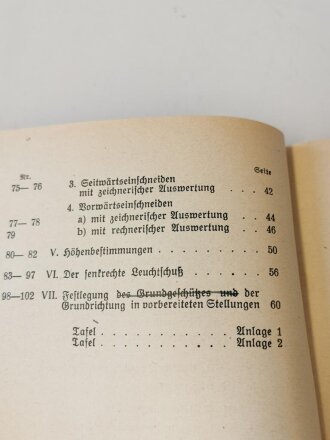 Nr. Seite
75— 76 3. Seitwärtseinschneiden
mit zeichnerischer Auswertung . . . . 42
4. Vorwärtseinschneiden
77— 78 a) mit zeichnerischer Auswertung . . 44
79 b) mit rechnerischer Auswertung . . . 46
80— 82 V. Höhenbestimmungen . . . . . . . . . . 50
83— 97 VI. Der senkrechte Leuchtschuß . . . . . . . 56
98—102 VII. Festlegung des Grundgeschützes und der
Grundrichtung in vorbereiteten Stellungen 60
Tafel . . . . . . . . . . Anlage 1
Tafel . . . . . . . . . . Anlage 2